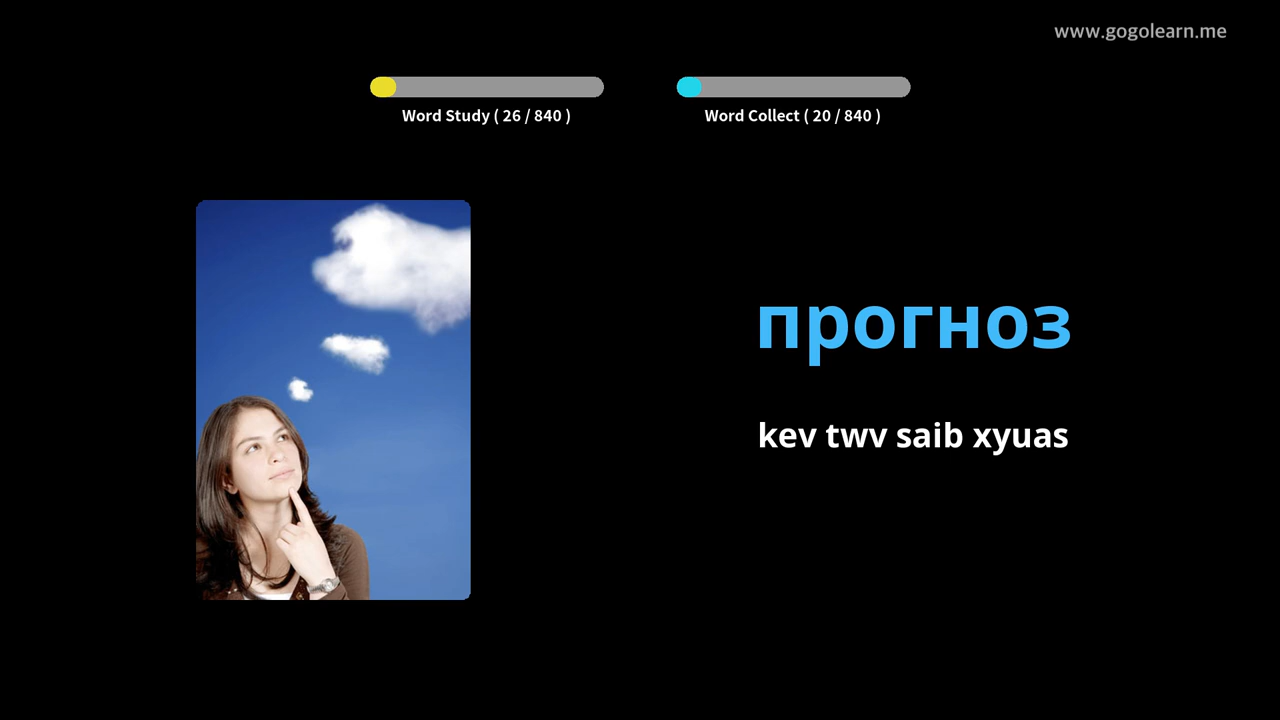 www.gogolearn.me
Word Study ( 26 / 840 )
Word Collect ( 20 / 840 )
прогноз
kev twv saib xyuas